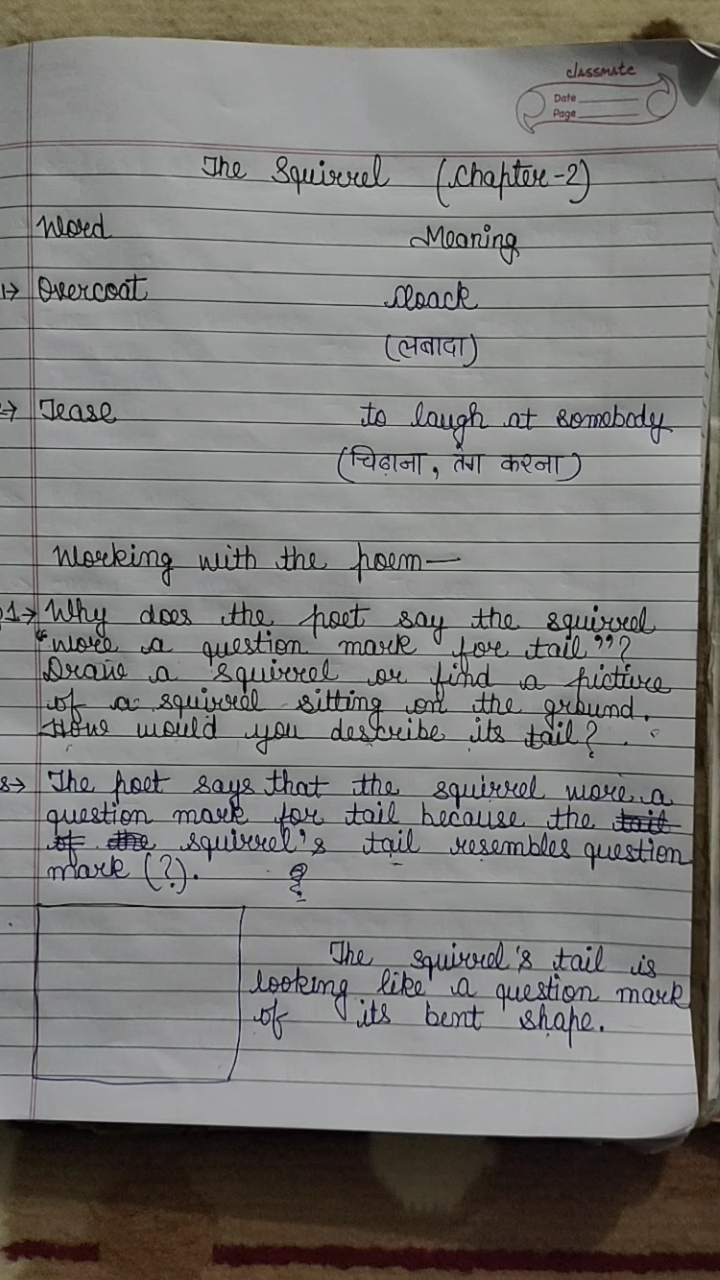 classmate
Date
Page
The Squirrel (Chapter-2)
Word Meaning
1→ Overcoat cloack
(लबादा)
→ Tease to laugh at somebody
(चिढ़ाना, तंग करना)
Working with the poem—
1→ Why does the poet say the squirrel
"wore a question mark for tail"?
Draw a squirrel or find a picture
of a squirrel sitting on the ground.
How would you describe its tail?
s→ The poet says that the squirrel wore a
question mark for tail because the tail
of the squirrel's tail resembles question
mark (?).
The squirrel's tail is
looking like a question mark
of its bent shape.